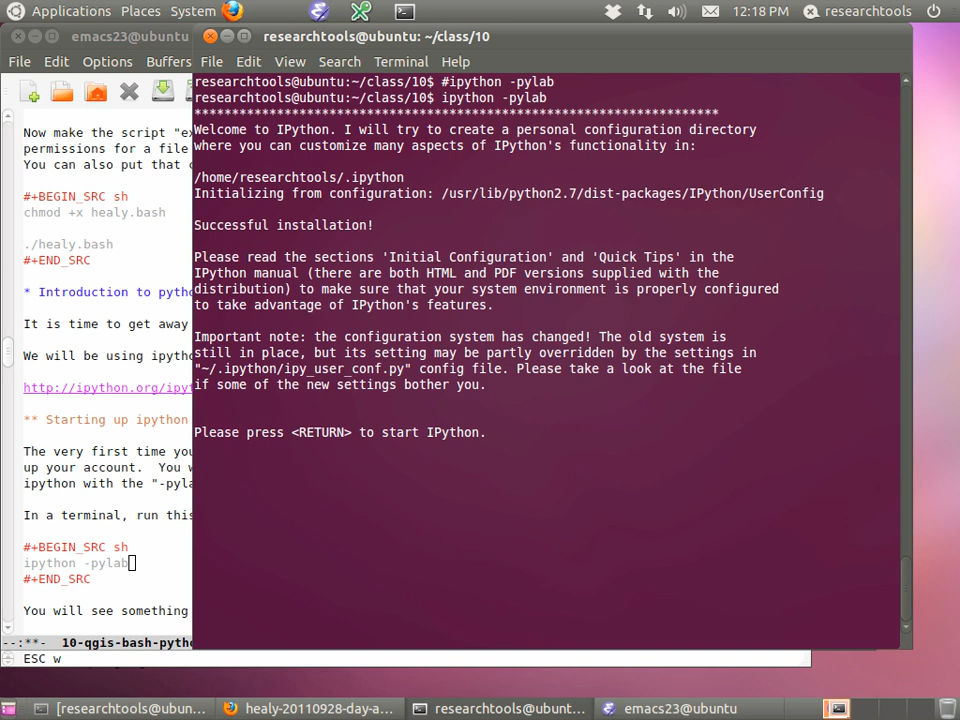 Applications Places System 12:18 PM researchtools
emacs23@ubuntu
File Edit Options Buffers
Now make the script "ex
permissions for a file
You can also put that c
#+BEGIN_SRC sh
chmod +x healy.bash
./healy.bash
#+END_SRC
* Introduction to pytho
It is time to get away
We will be using ipytho
http://ipython.org/ipyt
** Starting up ipython
The very first time you
up your account. You w
ipython with the "-pyla
In a terminal, run this
#+BEGIN_SRC sh
ipython -pylab
#+END_SRC
You will see something
--:**- 10-qgis-bash-pytho
ESC w
researchtools@ubuntu: ~/class/10
File Edit View Search Terminal Help
researchtools@ubuntu:~/class/10$ #ipython -pylab
researchtools@ubuntu:~/class/10$ ipython -pylab
**********************************************************************
Welcome to IPython. I will try to create a personal configuration directory
where you can customize many aspects of IPython's functionality in:
/home/researchtools/.ipython
Initializing from configuration: /usr/lib/python2.7/dist-packages/IPython/UserConfig
Successful installation!
Please read the sections 'Initial Configuration' and 'Quick Tips' in the
IPython manual (there are both HTML and PDF versions supplied with the
distribution) to make sure that your system environment is properly configured
to take advantage of IPython's features.
Important note: the configuration system has changed! The old system is
still in place, but its setting may be partly overridden by the settings in
"~/.ipython/ipy_user_conf.py" config file. Please take a look at the file
if some of the new settings bother you.
Please press <RETURN> to start IPython.
[researchtools@ubun... healy-20110928-day-a... researchtools@ubunt... emacs23@ubuntu